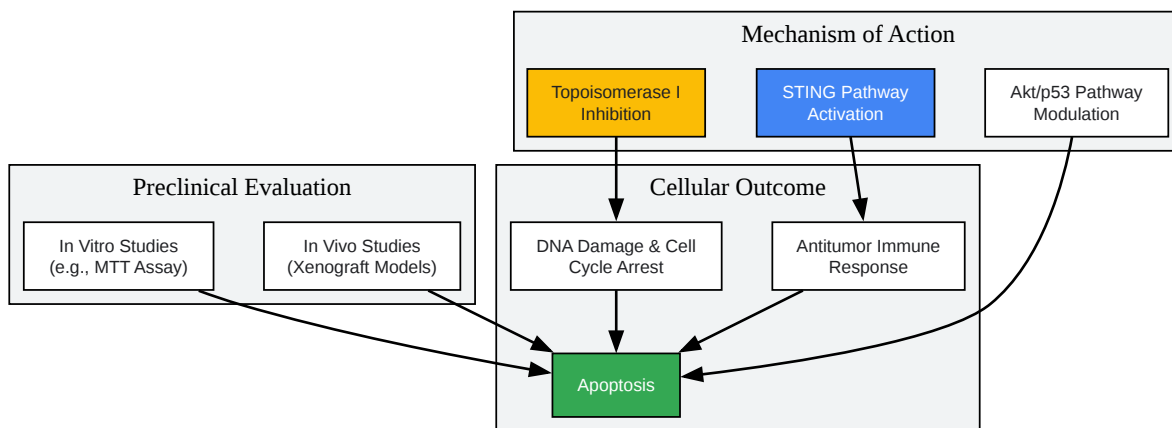 Mechanism of Action
Topoisomerase I
Inhibition
STING Pathway
Activation
Akt/p53 Pathway
Modulation
Preclinical Evaluation
In Vitro Studies
(e.g., MTT Assay)
In Vivo Studies
(Xenograft Models)
Cellular Outcome
DNA Damage & Cell
Cycle Arrest
Antitumor Immune
Response
Apoptosis